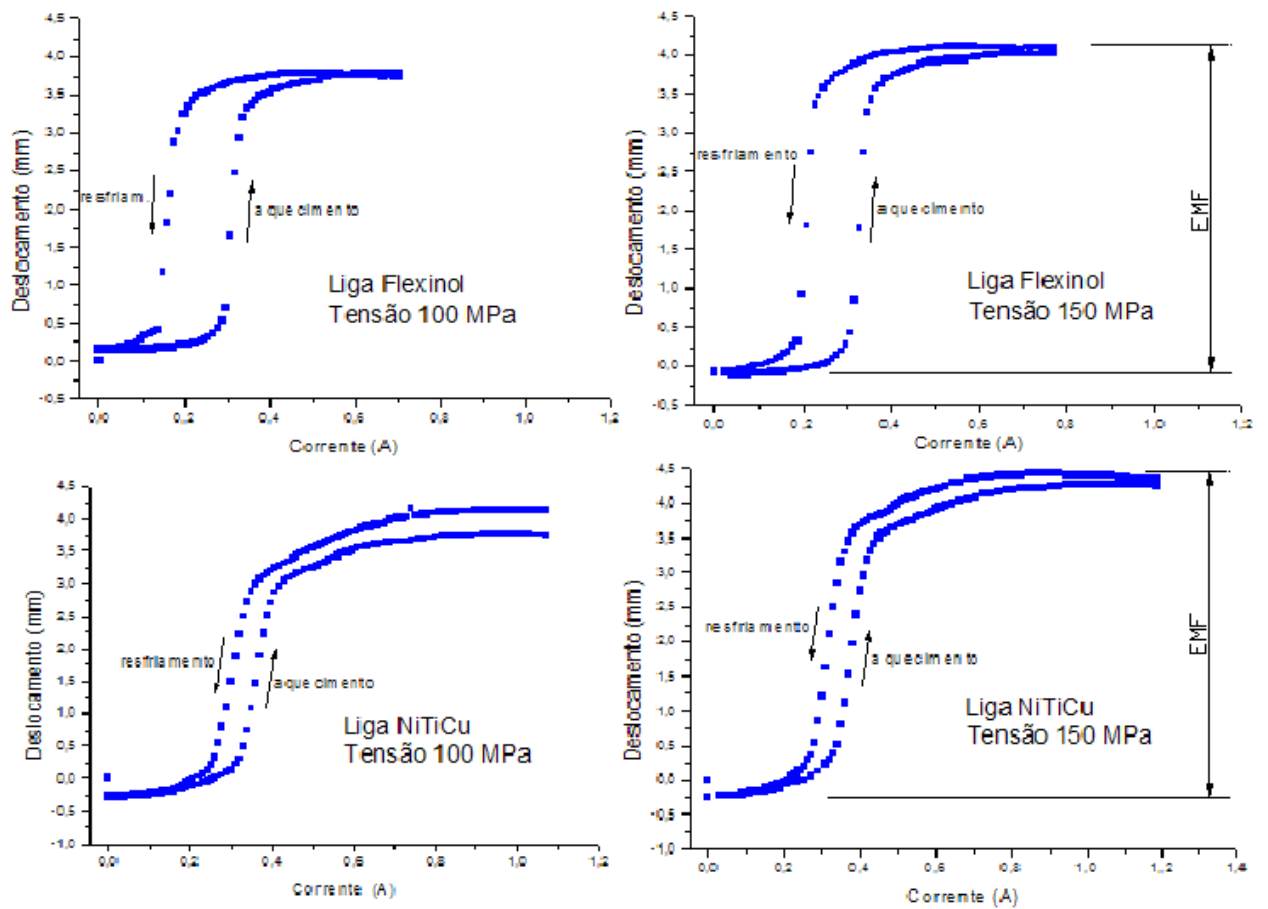 4,5
4,0
3,5
3,0
2,5
2,0
1,5
1,0
0,5
0,0
-0,5
Deslocamento (mm)
resfriam.
aquecimento
Liga Flexinol
Tensão 100 MPa
0,0 0,2 0,4 0,6 0,8 1,0 1,2
Corrente (A)
4,5
4,0
3,5
3,0
2,5
2,0
1,5
1,0
0,5
0,0
-0,5
Deslocamento (mm)
resfriamento
aquecimento
EMF
Liga Flexinol
Tensão 150 MPa
0,0 0,2 0,4 0,6 0,8 1,0 1,2
Corrente (A)
4,5
4,0
3,5
3,0
2,5
2,0
1,5
1,0
0,5
0,0
-0,5
-1,0
Deslocamento (mm)
resfriamento
aquecimento
Liga NiTiCu
Tensão 100 MPa
0,0 0,2 0,4 0,6 0,8 1,0 1,2
Corrente (A)
4,5
4,0
3,5
3,0
2,5
2,0
1,5
1,0
0,5
0,0
-0,5
-1,0
Deslocamento (mm)
resfriamentto
aquecimento
EMF
Liga NiTiCu
Tensão 150 MPa
0,0 0,2 0,4 0,6 0,8 1,0 1,2 1,4
Corrente (A)